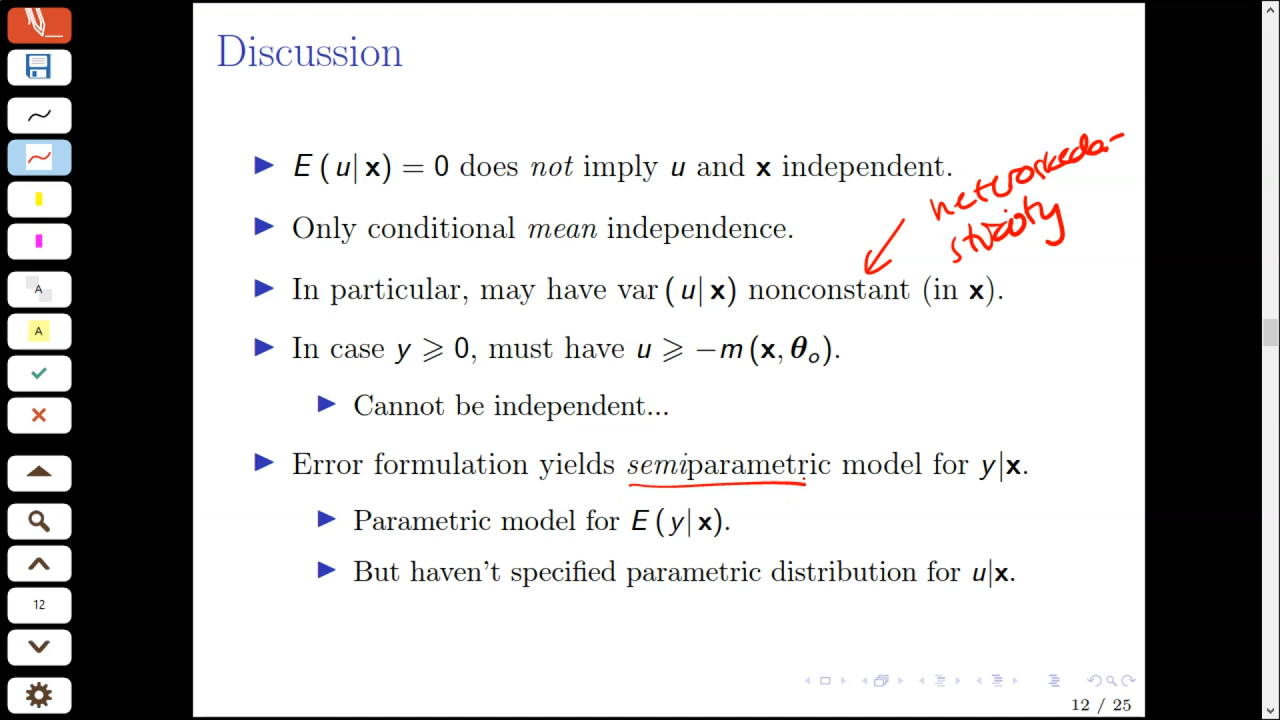 Discussion
▶ E(u|x) = 0 does not imply u and x independent.
heteroskeda-
sticity
▶ Only conditional mean independence.
▶ In particular, may have var(u|x) nonconstant (in x).
▶ In case y ⩾ 0, must have u ⩾ −m(x, θₒ).
▶ Cannot be independent...
▶ Error formulation yields semiparametric model for y|x.
▶ Parametric model for E(y|x).
▶ But haven't specified parametric distribution for u|x.
A
A
12
12 / 25